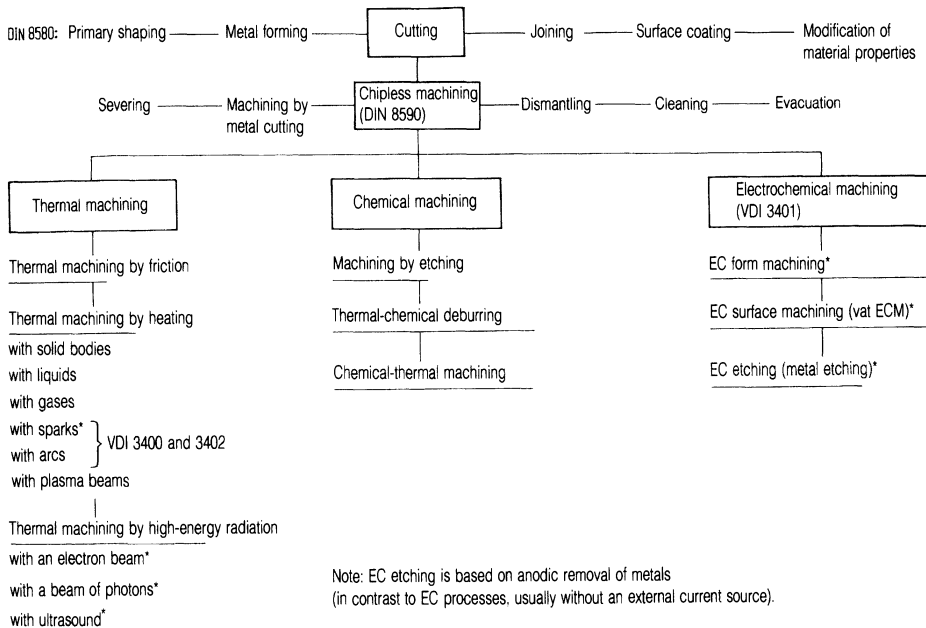 DIN 8580: Primary shaping Metal forming Cutting Joining Surface coating Modification of
material properties
Severing Machining by
metal cutting Chipless machining
(DIN 8590) Dismantling Cleaning Evacuation
Thermal machining
Chemical machining
Electrochemical machining
(VDI 3401)
Thermal machining by friction
Thermal machining by heating
with solid bodies
with liquids
with gases
with sparks*
with arcs
VDI 3400 and 3402
with plasma beams
Thermal machining by high-energy radiation
with an electron beam*
with a beam of photons*
with ultrasound*
Machining by etching
Thermal-chemical deburring
Chemical-thermal machining
EC form machining*
EC surface machining (vat ECM)*
EC etching (metal etching)*
Note: EC etching is based on anodic removal of metals
(in contrast to EC processes, usually without an external current source).